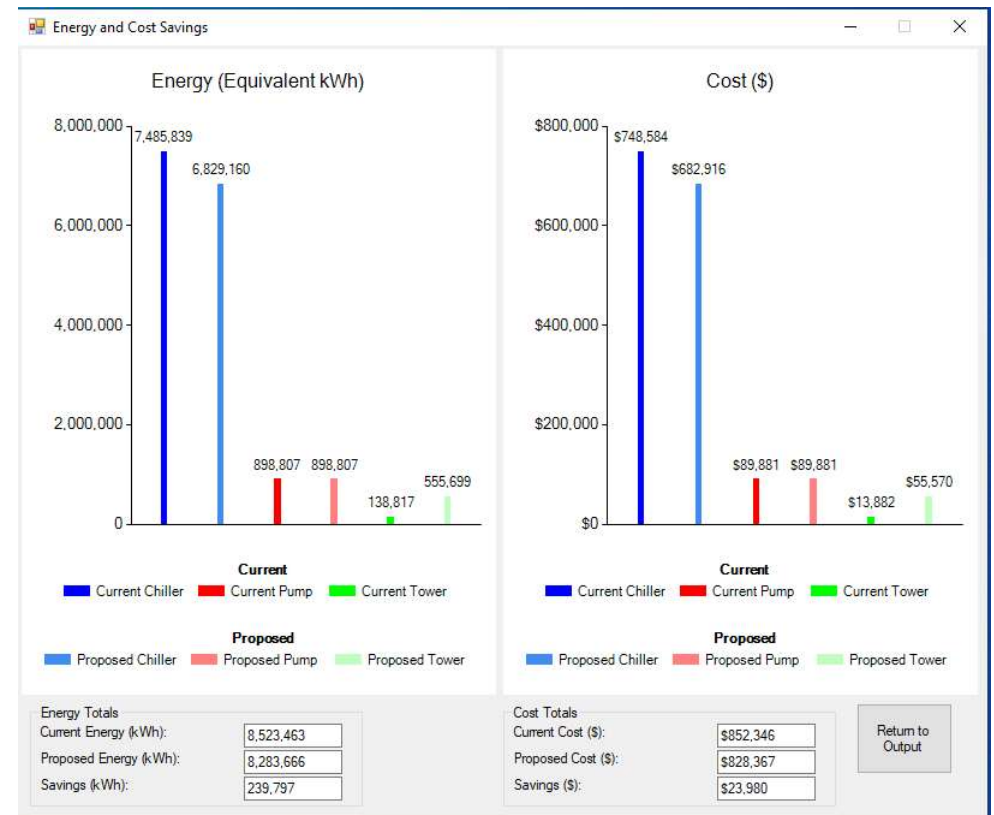 Energy and Cost Savings
Energy (Equivalent kWh)
8,000,000
7,485,839
6,829,160
6,000,000
4,000,000
2,000,000
898,807 898,807
555,699
138,817
0
Current
Current Chiller Current Pump Current Tower
Proposed
Proposed Chiller Proposed Pump Proposed Tower
Cost ($)
$800,000
$748,584
$682,916
$600,000
$400,000
$200,000
$89,881 $89,881
$55,570
$13,882
$0
Current
Current Chiller Current Pump Current Tower
Proposed
Proposed Chiller Proposed Pump Proposed Tower
Energy Totals
Current Energy (kWh): 8,523,463
Proposed Energy (kWh): 8,283,666
Savings (kWh): 239,797
Cost Totals
Current Cost ($): $852,346
Proposed Cost ($): $828,367
Savings ($): $23,980
Return to
Output